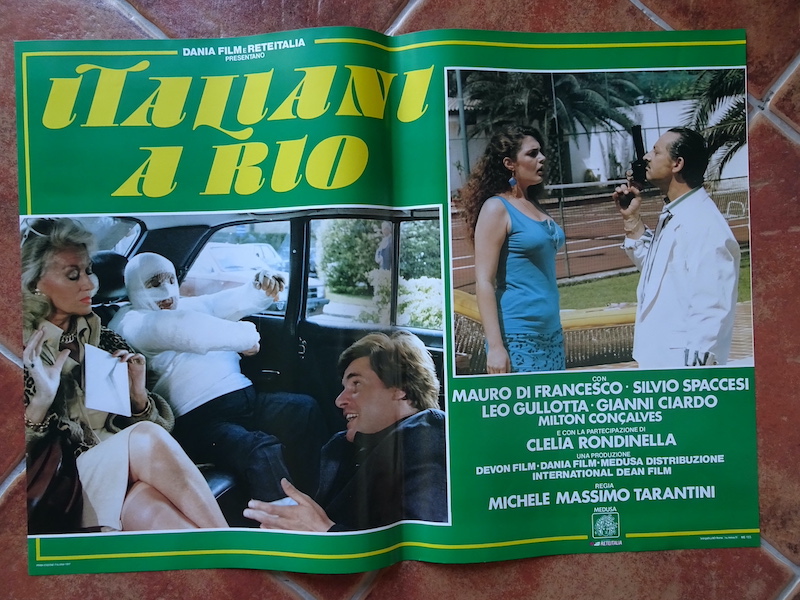 DANIA FILM E RETEITALIA
PRESENTANO
ITALIANI
A RIO
CON
MAURO DI FRANCESCO · SILVIO SPACCESI
LEO GULLOTTA · GIANNI CIARDO
MILTON CONÇALVES
E CON LA PARTECIPAZIONE DI
CLELIA RONDINELLA
UNA PRODUZIONE
DEVON FILM · DANIA FILM · MEDUSA DISTRIBUZIONE
INTERNATIONAL DEAN FILM
REGIA
MICHELE MASSIMO TARANTINI
MEDUSA
RETEITALIA